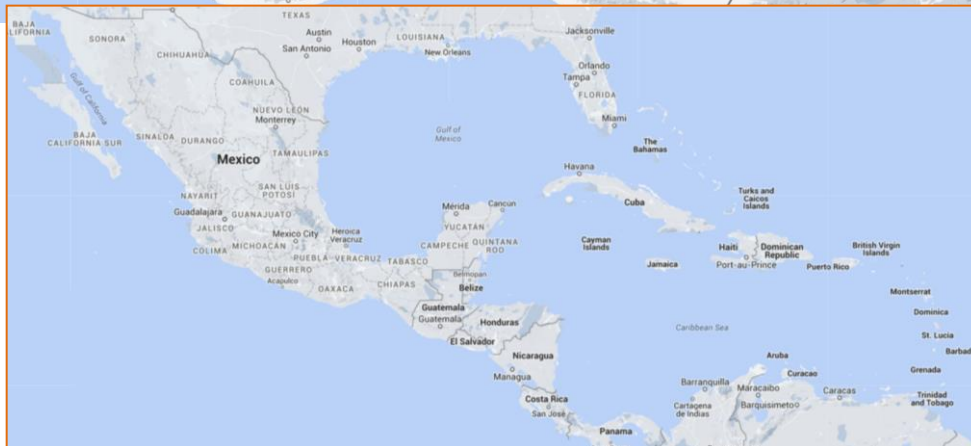 BAJA
CALIFORNIA
SONORA
CHIHUAHUA
COAHUILA
TEXAS
Austin
San Antonio
Houston
LOUISIANA
New Orleans
Jacksonville
Orlando
Tampa
FLORIDA
Miami
Gulf of California
BAJA
CALIFORNIA SUR
SINALOA
DURANGO
NUEVO LEÓN
Monterrey
TAMAULIPAS
Mexico
Gulf of
Mexico
The
Bahamas
Havana
Cuba
Turks and
Caicos
Islands
NAYARIT
SAN LUIS
POTOSÍ
Guadalajara
GUANAJUATO
JALISCO
COLIMA
MICHOACÁN
Mexico City
Heroica
Veracruz
PUEBLA
VERACRUZ
GUERRERO
Acapulco
OAXACA
TABASCO
CHIAPAS
Mérida
Cancun
YUCATAN
CAMPECHE
QUINTANA
ROO
Belmopan
Belize
Cayman
Islands
Jamaica
Haiti
Port-au-Prince
Dominican
Republic
Puerto Rico
British Virgin
Islands
Montserrat
Dominica
St. Lucia
Barbad
Grenada
Trinidad
and Tobago
Guatemala
Guatemala
Honduras
El Salvador
Nicaragua
Managua
Caribbean Sea
Costa Rica
San José
Panama
Aruba
Curacao
Barranquilla
Cartagena
de Indias
Maracaibo
Barquisimeto
Caracas